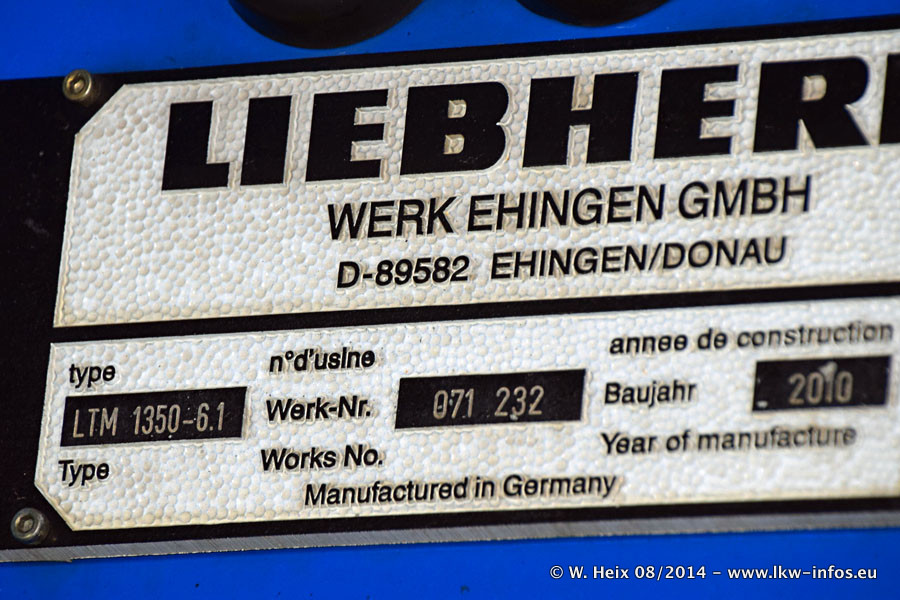 LIEBHER
WERK EHINGEN GMBH
D-89582 EHINGEN/DONAU
type n°d'usine annee de construction
LTM 1350-6.1 Werk-Nr. 071 232 Baujahr 2010
Type Works No. Year of manufacture
Manufactured in Germany
© W. Heix 08/2014 - www.lkw-infos.eu